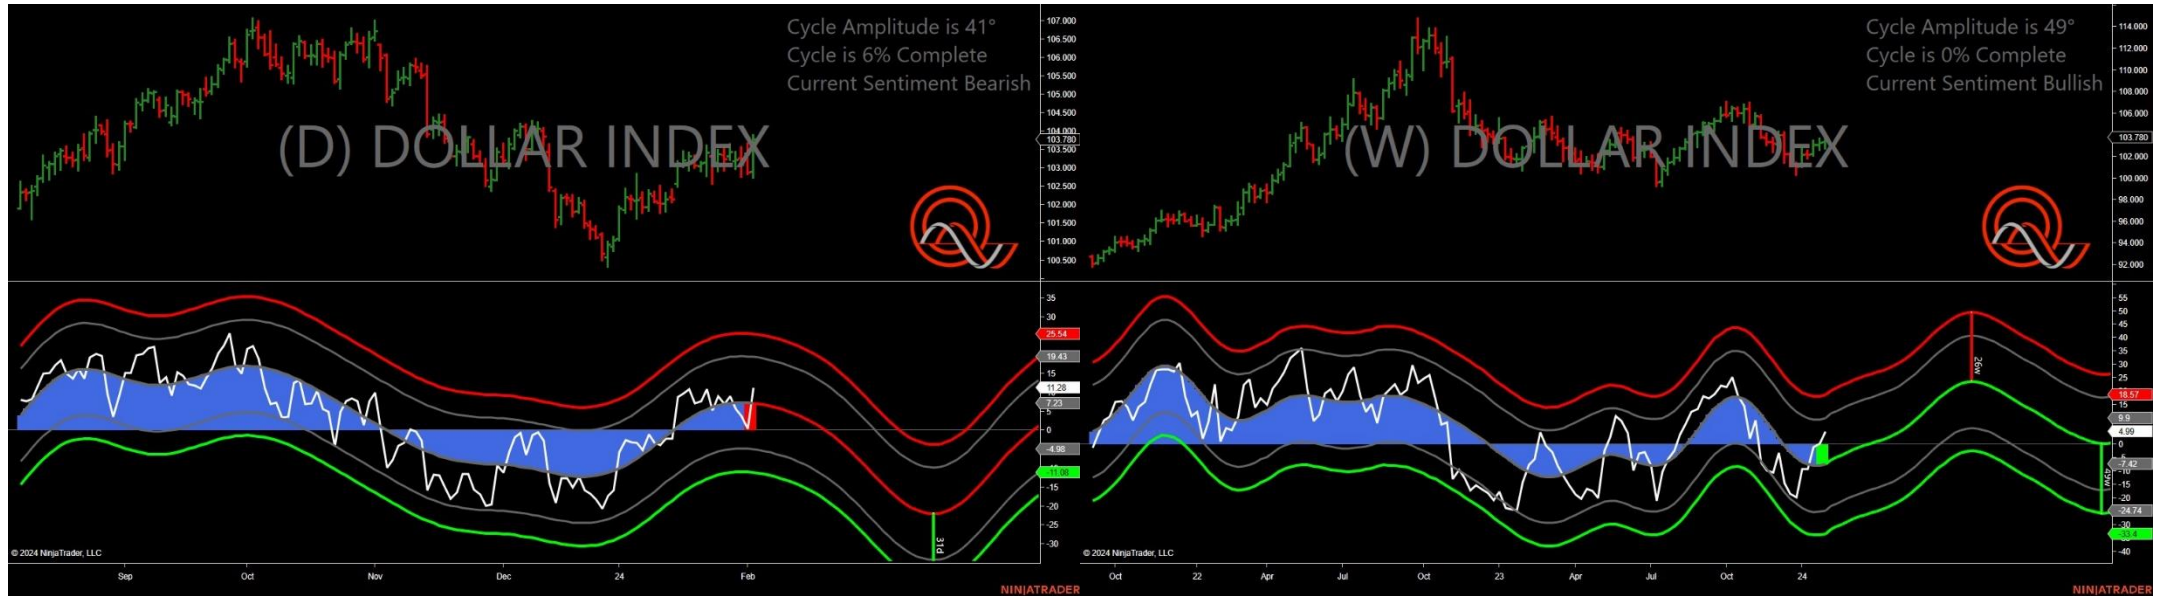 Cycle Amplitude is 41°
Cycle is 6% Complete
Current Sentiment Bearish
(D) DOLLAR INDEX
107.000
106.500
106.000
105.500
105.000
104.500
104.000
103.780
103.500
103.000
102.500
102.000
101.500
101.000
100.500
35
30
25.54
19.43
15
11.28
7.23
5
0
-4.98
-11.08
-15
-20
-25
-30
31d
© 2024 NinjaTrader, LLC
Sep
Oct
Nov
Dec
24
Feb
NINJATRADER
Cycle Amplitude is 49°
Cycle is 0% Complete
Current Sentiment Bullish
(W) DOLLAR INDEX
114.000
112.000
110.000
108.000
106.000
103.780
102.000
100.000
98.000
96.000
94.000
92.000
55
50
45
40
35
30
25
18.57
15
9.9
4.99
0
-7.42
-10
-15
-20
-24.74
-30
-33.4
-40
26w
49w
© 2024 NinjaTrader, LLC
Oct
22
Apr
Jul
Oct
23
Apr
Jul
Oct
24
NINJATRADER